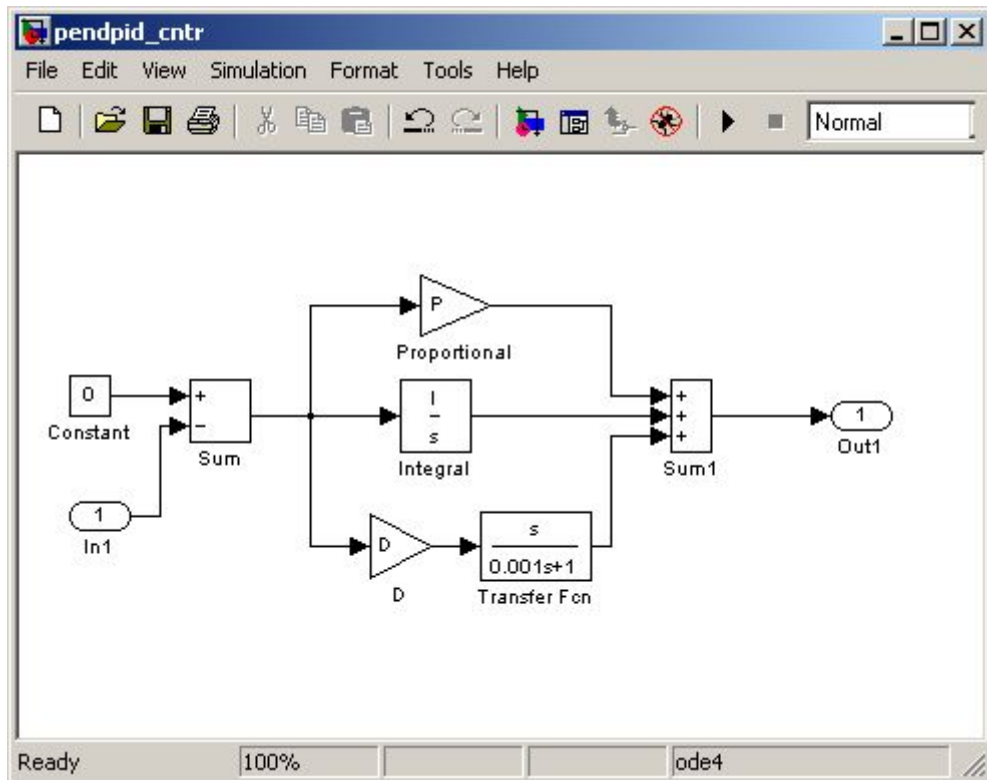 pendpid_cntr
File Edit View Simulation Format Tools Help
Normal
P
Proportional
0
+
−
Constant
Sum
I
s
Integral
+
+
+
Sum1
1
Out1
1
In1
D
D
s
0.001s+1
Transfer Fcn
Ready 100% ode4